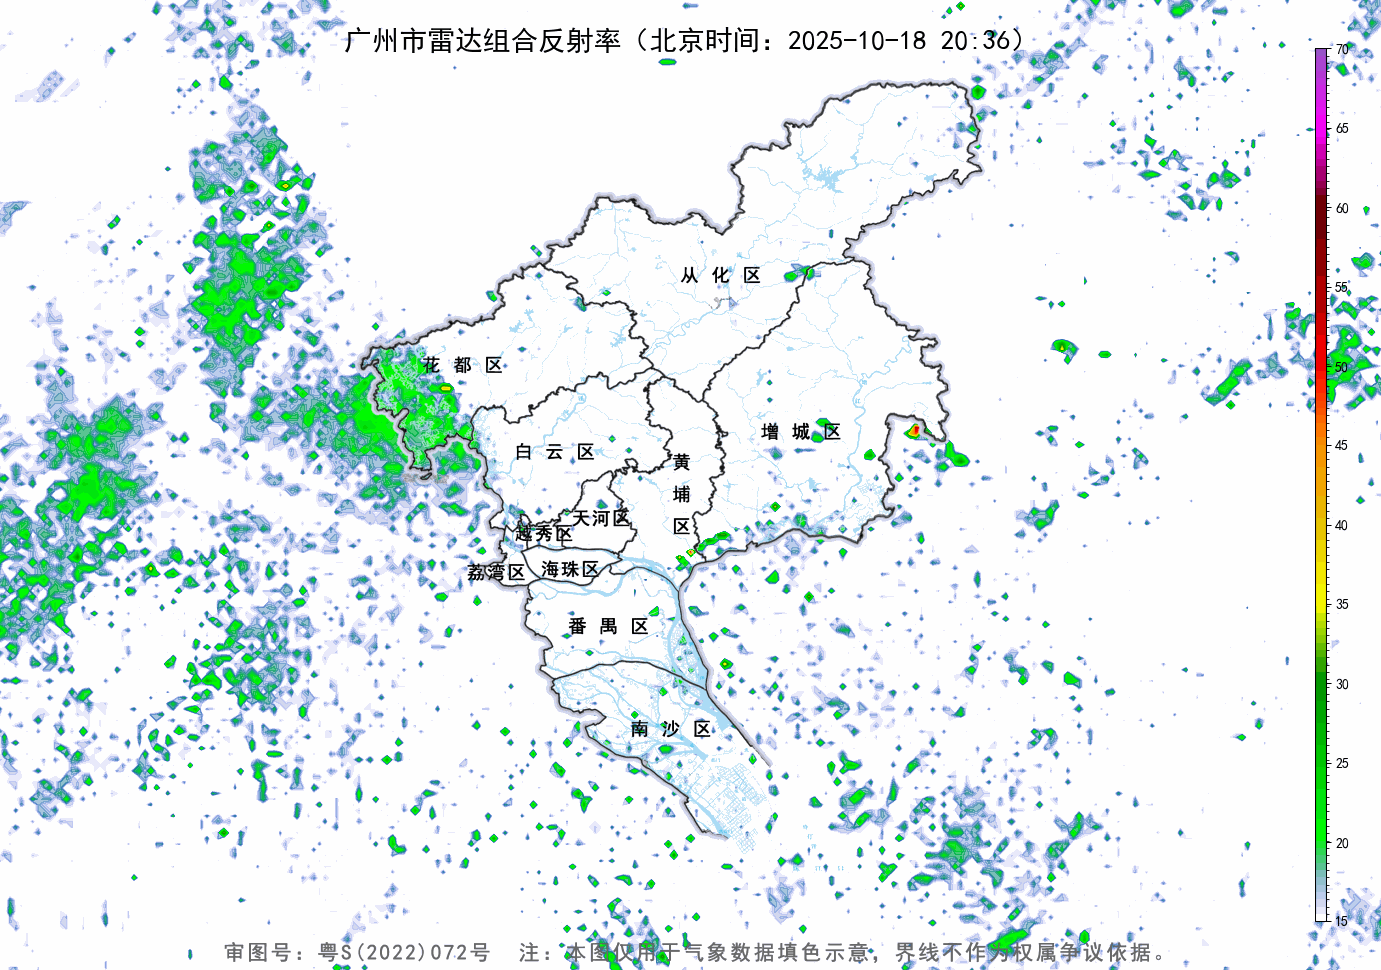 广州市雷达组合反射率（北京时间：2025-10-18 20:36）
70
65
60
55
50
45
40
35
30
25
20
15
从化区
花都区
增城区
白云区
黄埔区
天河区
越秀区
海珠区
荔湾区
番禺区
南沙区
审图号：粤S(2022)072号 注：本图仅用于气象数据填色示意，界线不作为权属争议依据。